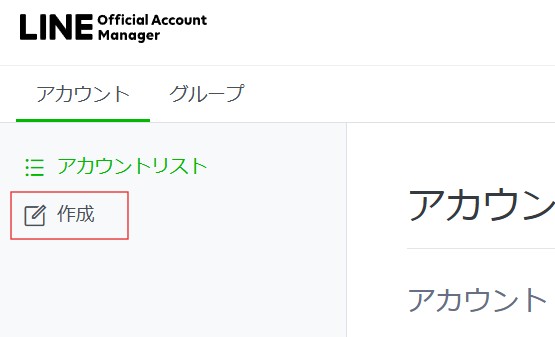 LINE Official Account
Manager
アカウント グループ
アカウントリスト
作成
アカウン
アカウント